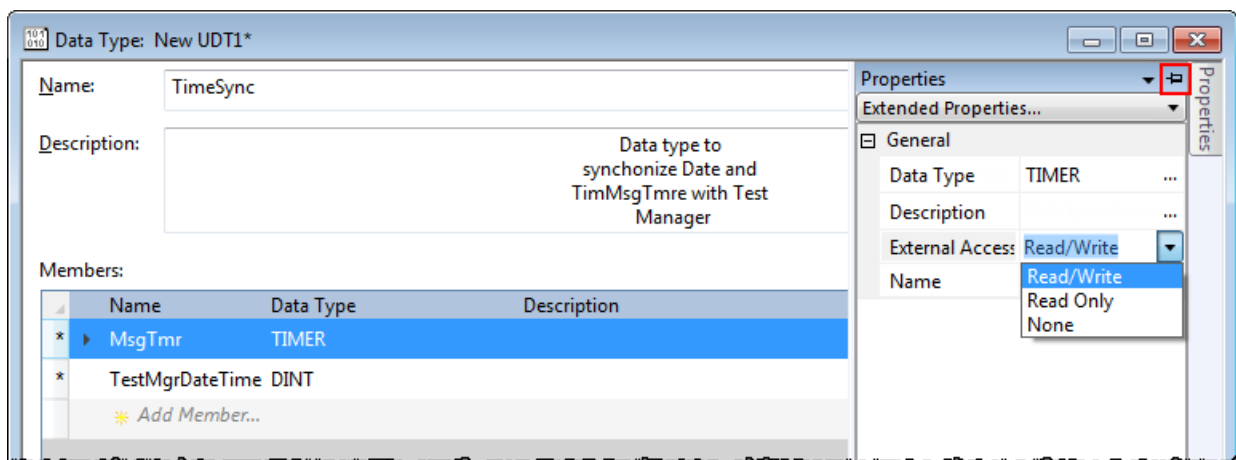 Data Type: New UDT1*
Name: TimeSync
Description: Data type to
synchonize Date and
TimMsgTmre with Test
Manager
Members:
Name Data Type Description
* MsgTmr TIMER
* TestMgrDateTime DINT
Add Member...
Properties
Extended Properties...
General
Data Type TIMER ...
Description ...
External Access Read/Write
Name
Read/Write
Read Only
None
Properties